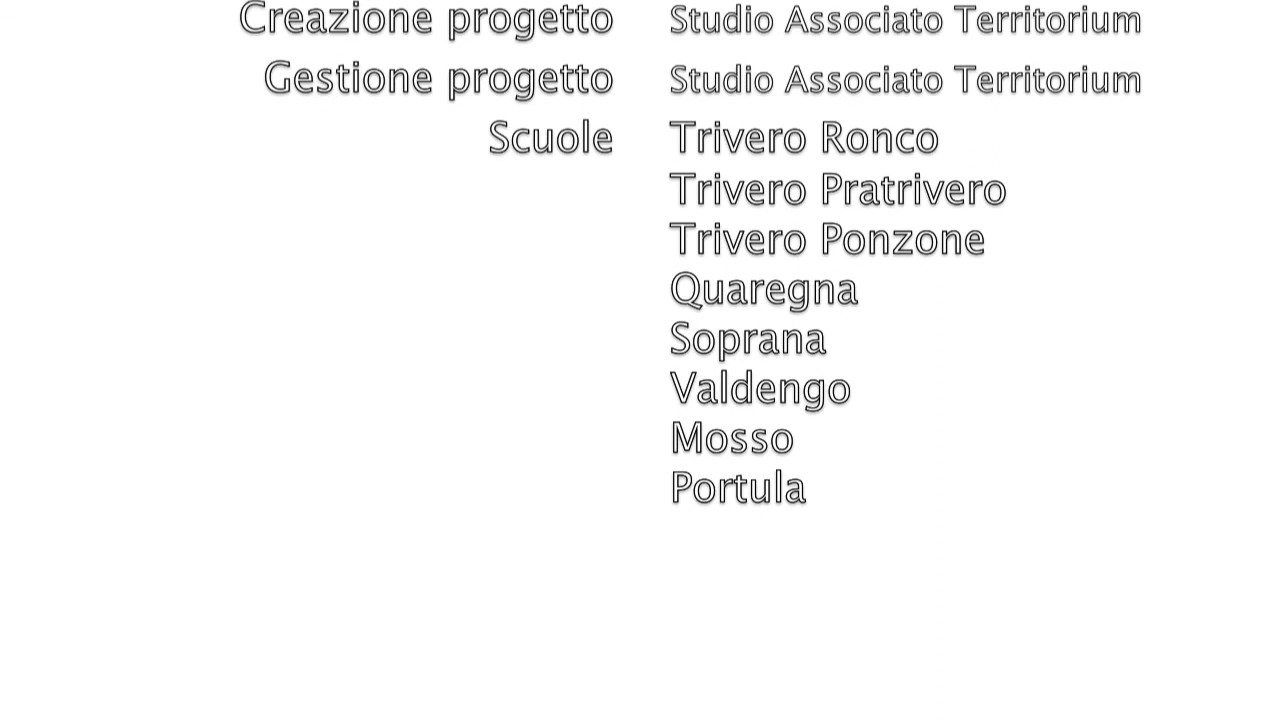 Creazione progetto Studio Associato Territorium
Gestione progetto Studio Associato Territorium
Scuole Trivero Ronco
Trivero Pratrivero
Trivero Ponzone
Quaregna
Soprana
Valdengo
Mosso
Portula